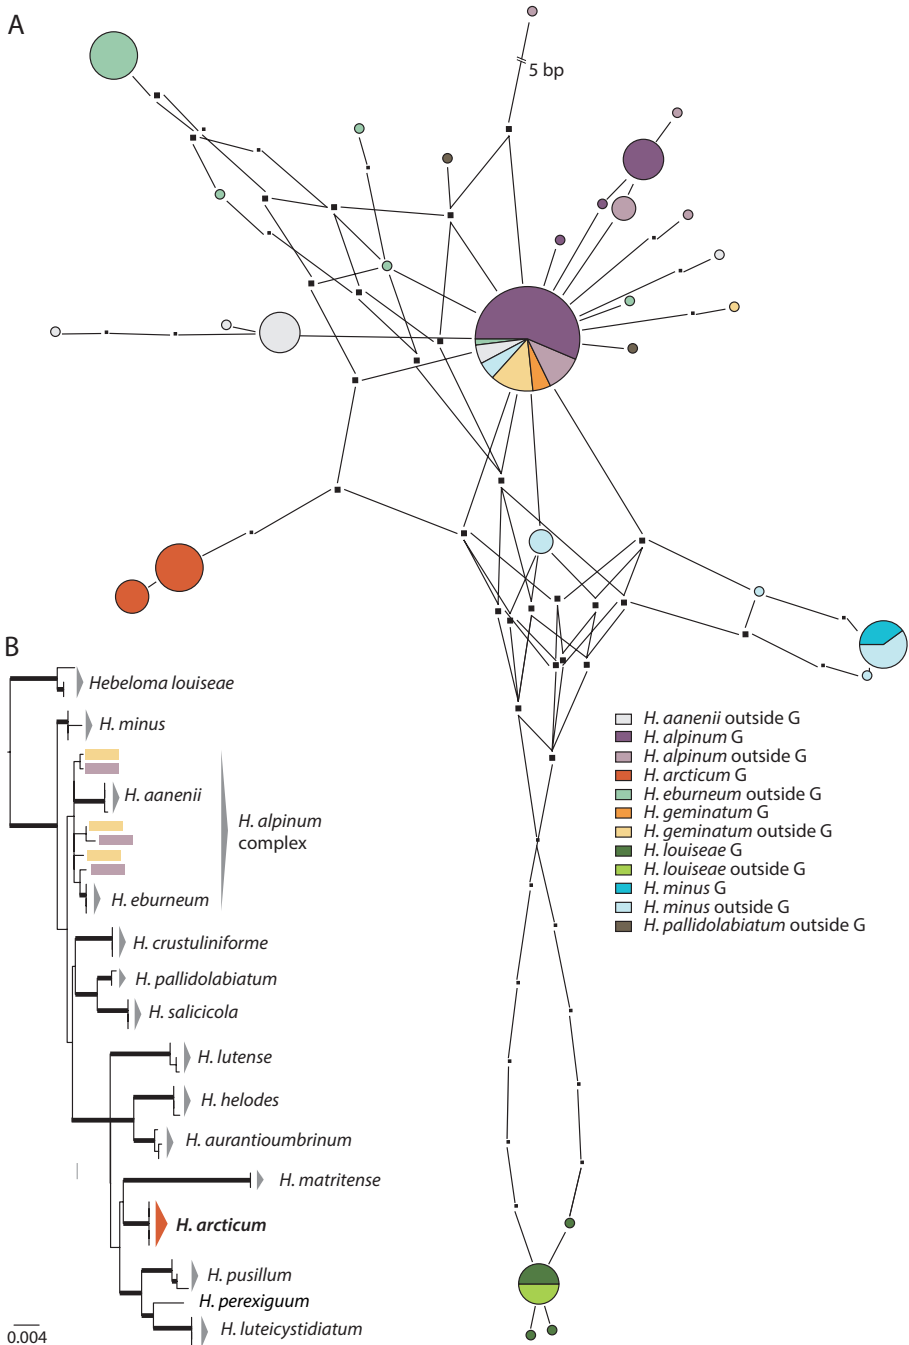 A
5 bp
B
Hebeloma louiseae
H. minus
H. aanenii
H. alpinum
complex
H. eburneum
H. crustuliniforme
H. pallidolabiatum
H. salicicola
H. lutense
H. helodes
H. aurantioumbrinum
H. matritense
H. arcticum
H. pusillum
H. perexiguum
H. luteicystidiatum
0.004
H. aanenii outside G
H. alpinum G
H. alpinum outside G
H. arcticum G
H. eburneum outside G
H. geminatum G
H. geminatum outside G
H. louiseae G
H. louiseae outside G
H. minus G
H. minus outside G
H. pallidolabiatum outside G